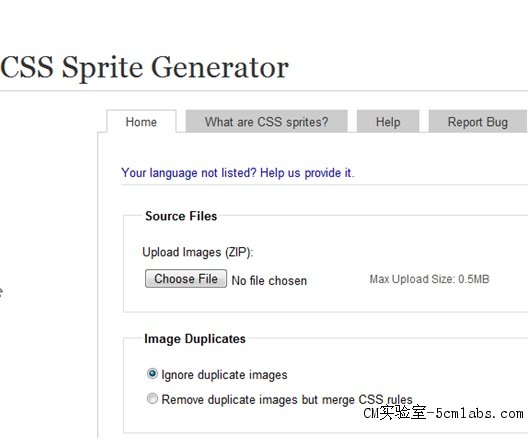 CSS Sprite Generator
Home
What are CSS sprites?
Help
Report Bug
Your language not listed? Help us provide it.
Source Files
Upload Images (ZIP):
Choose File No file chosen
Max Upload Size: 0.5MB
Image Duplicates
Ignore duplicate images
Remove duplicate images but merge CSS rules
CM实验室-5cmlabs.com